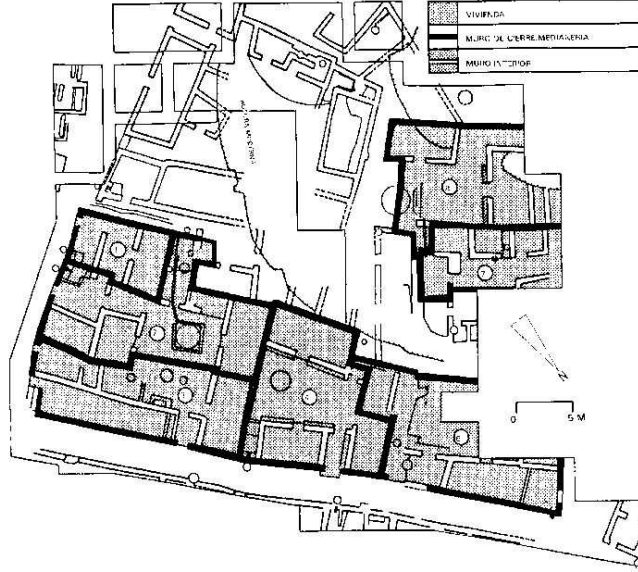 VIVIENDA
MURO DE CIERRE/MEDIANERIA
MURO INTERIOR
N
0 5 M